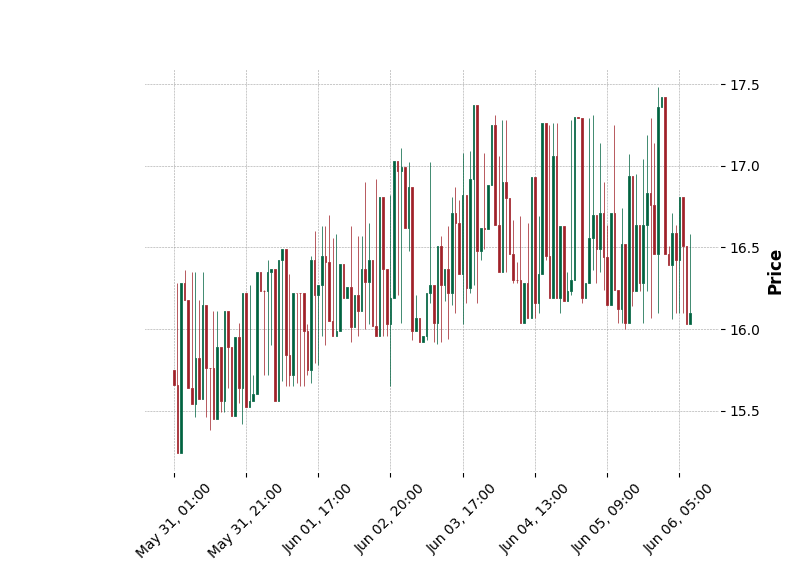 17.5
17.0
16.5
16.0
15.5
Price
May 31, 01:00
May 31, 21:00
Jun 01, 17:00
Jun 02, 20:00
Jun 03, 17:00
Jun 04, 13:00
Jun 05, 09:00
Jun 06, 05:00